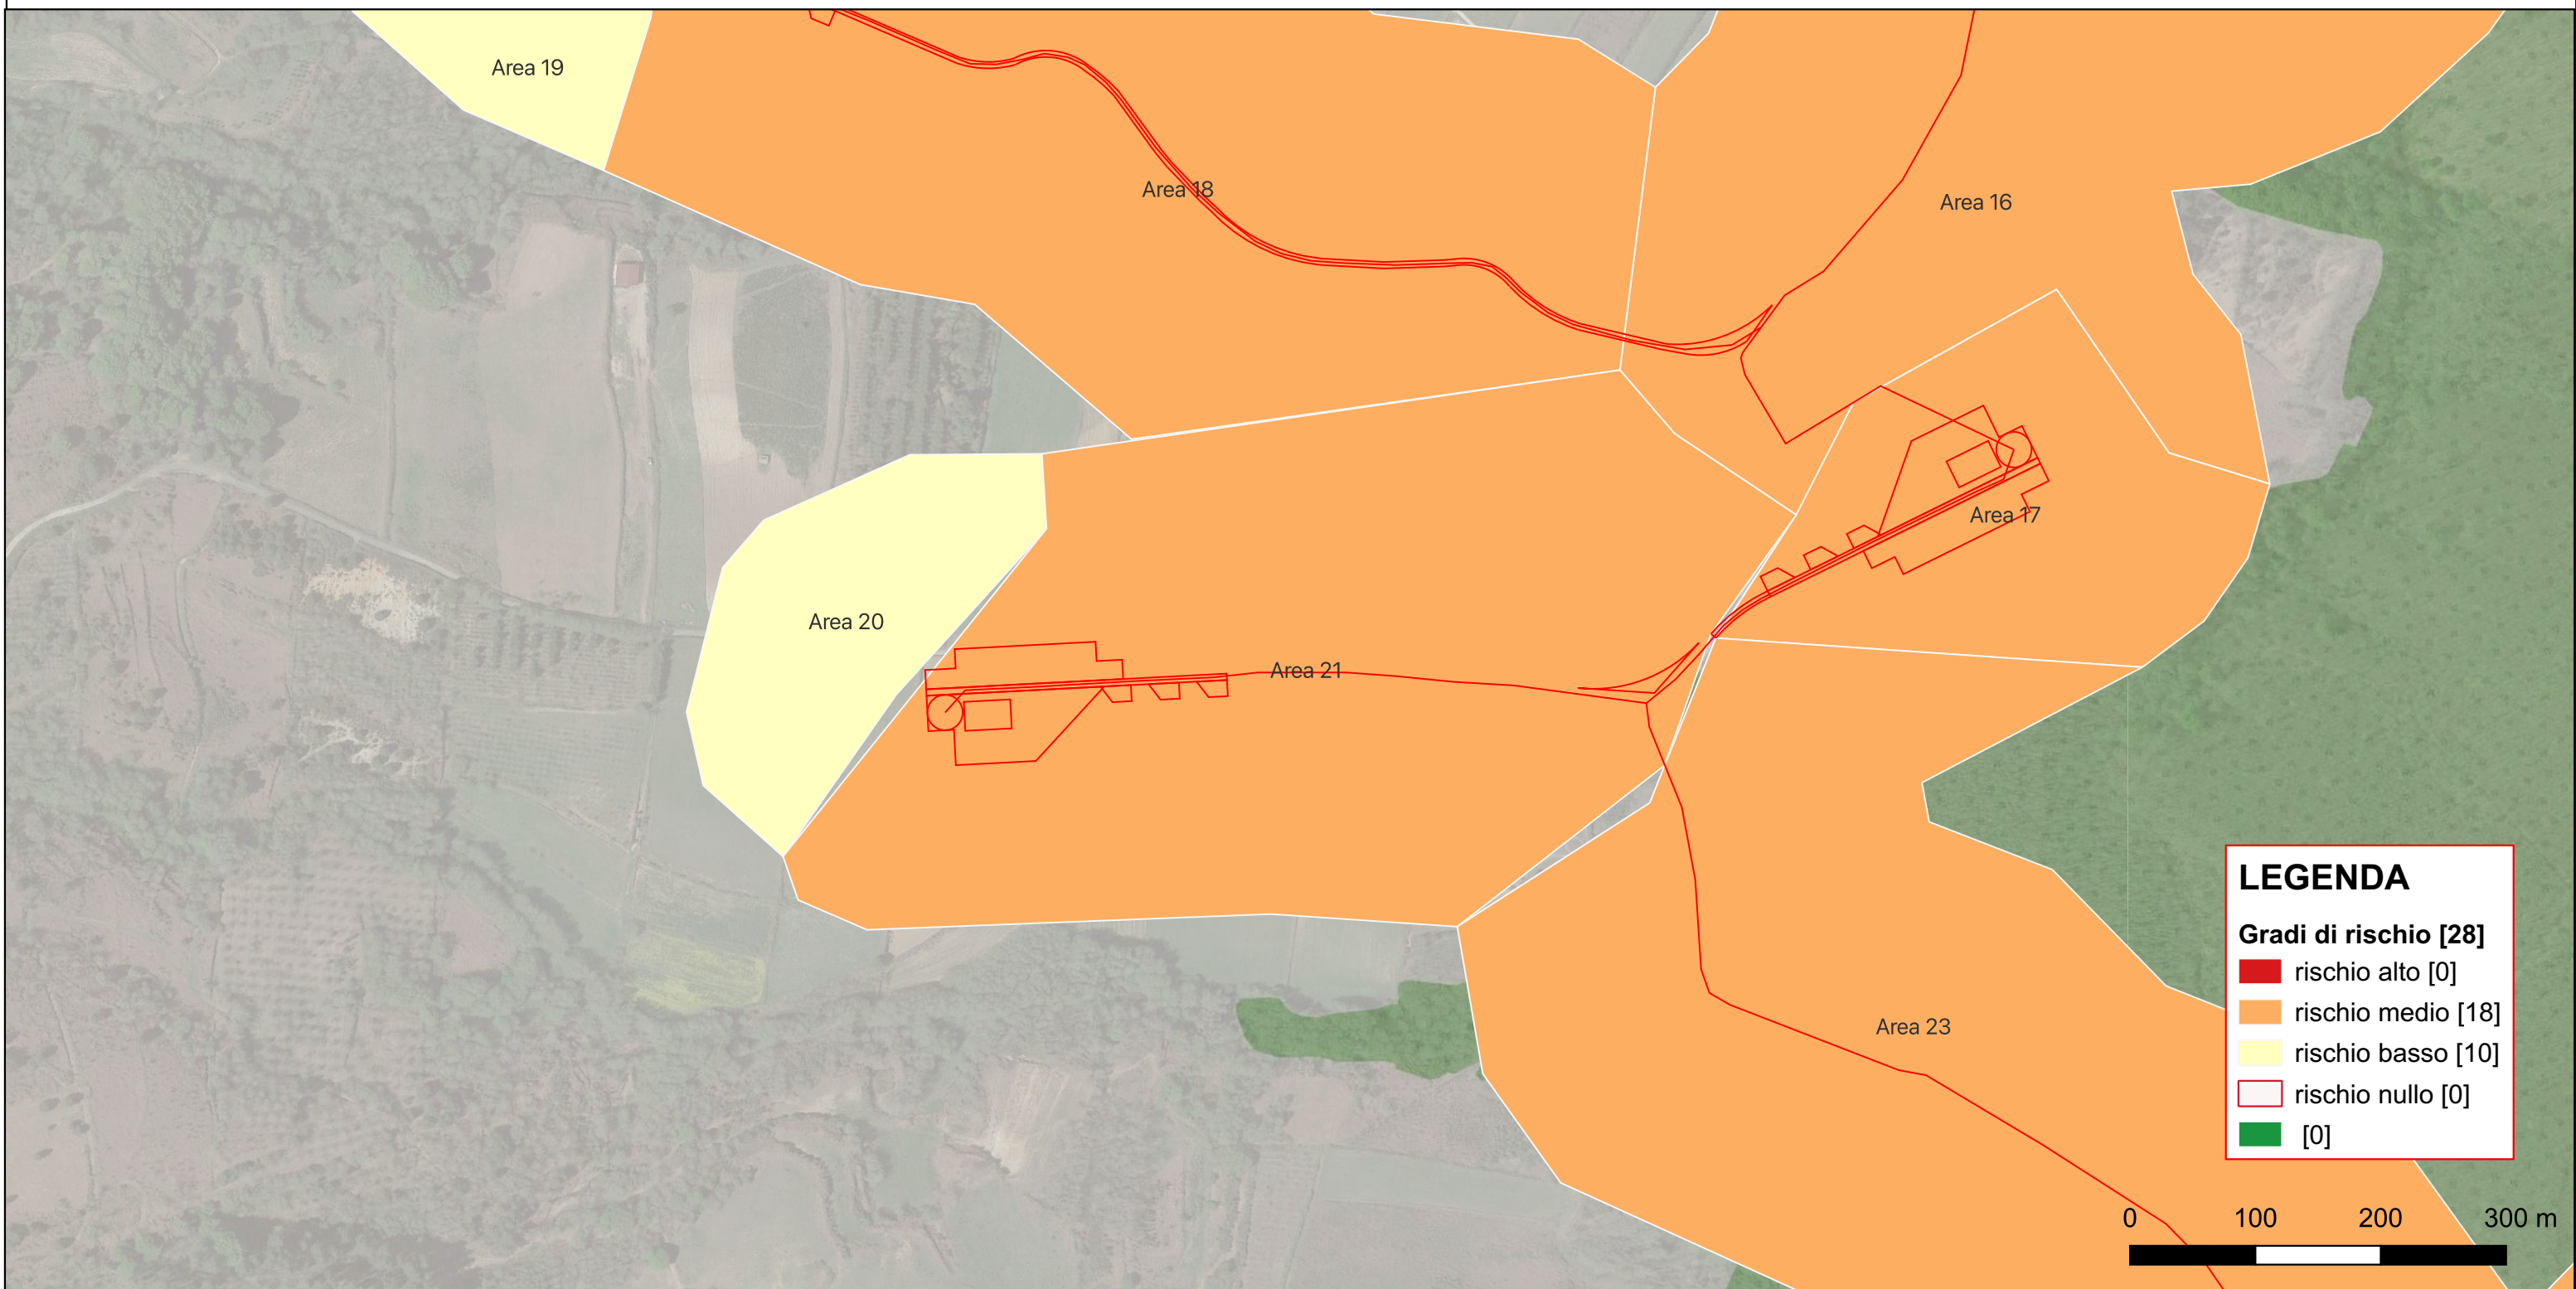 Area 19
Area 18
Area 16
Area 17
Area 20
Area 21
Area 23
LEGENDA
Gradi di rischio [28]
rischio alto [0]
rischio medio [18]
rischio basso [10]
rischio nullo [0]
[0]
0 100 200 300 m